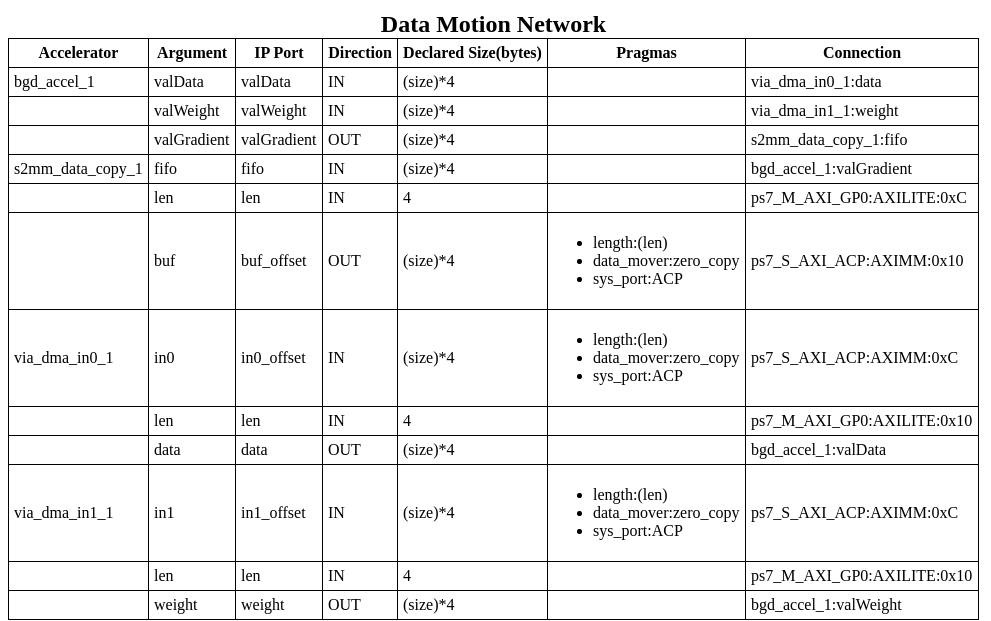 Data Motion Network
Accelerator Argument IP Port Direction Declared Size(bytes) Pragmas Connection
bgd_accel_1 valData valData IN (size)*4 via_dma_in0_1:data
valWeight valWeight IN (size)*4 via_dma_in1_1:weight
valGradient valGradient OUT (size)*4 s2mm_data_copy_1:fifo
s2mm_data_copy_1 fifo fifo IN (size)*4 bgd_accel_1:valGradient
len len IN 4 ps7_M_AXI_GP0:AXILITE:0xC
• length:(len)
buf buf_offset OUT (size)*4 • data_mover:zero_copy ps7_S_AXI_ACP:AXIMM:0x10
• sys_port:ACP
• length:(len)
via_dma_in0_1 in0 in0_offset IN (size)*4 • data_mover:zero_copy ps7_S_AXI_ACP:AXIMM:0xC
• sys_port:ACP
len len IN 4 ps7_M_AXI_GP0:AXILITE:0x10
data data OUT (size)*4 bgd_accel_1:valData
• length:(len)
via_dma_in1_1 in1 in1_offset IN (size)*4 • data_mover:zero_copy ps7_S_AXI_ACP:AXIMM:0xC
• sys_port:ACP
len len IN 4 ps7_M_AXI_GP0:AXILITE:0x10
weight weight OUT (size)*4 bgd_accel_1:valWeight